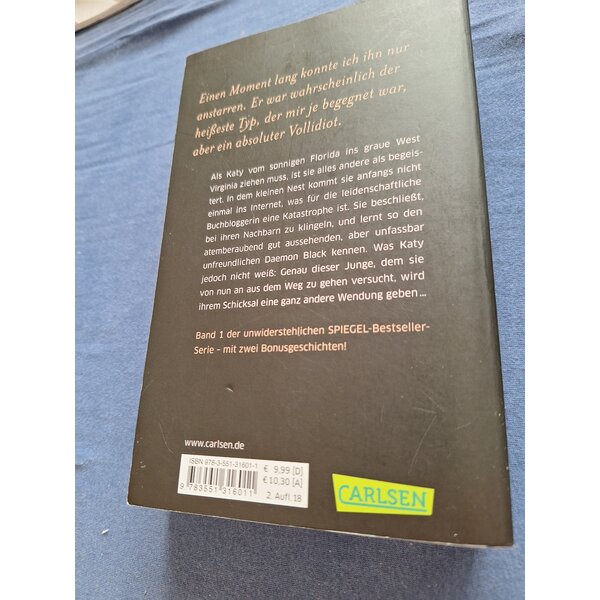 Einen Moment lang konnte ich ihn nur
anstarren. Er war wahrscheinlich der
heißeste Typ, der mir je begegnet war,
aber ein absoluter Vollidiot.
Als Katy vom sonnigen Florida ins graue West
Virginia ziehen muss, ist sie alles andere als begeis-
tert. In dem kleinen Nest kommt sie anfangs nicht
einmal ins Internet, was für die leidenschaftliche
Buchbloggerin eine Katastrophe ist. Sie beschließt,
bei ihren Nachbarn zu klingeln, und lernt so den
atemberaubend gut aussehenden, aber unfassbar
unfreundlichen Daemon Black kennen. Was Katy
jedoch nicht weiß: Genau dieser Junge, dem sie
von nun an aus dem Weg zu gehen versucht, wird
ihrem Schicksal eine ganz andere Wendung geben ...
Band 1 der unwiderstehlichen SPIEGEL-Bestseller-
Serie – mit zwei Bonusgeschichten!
www.carlsen.de
ISBN 978-3-551-31601-1
€ 9,99 [D]
€ 10,30 [A]
2. Aufl. 18
9 783551 316011
CARLSEN